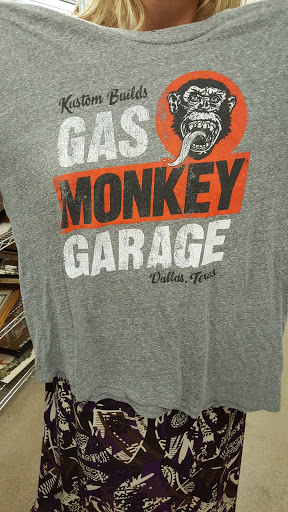 Kustom Builds
GAS
MONKEY
GARAGE
Dallas, Texas